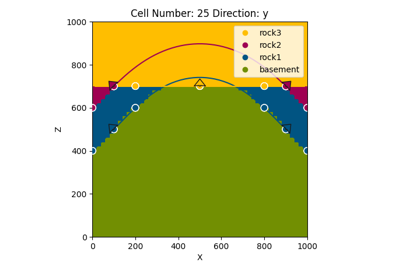 Cell Number: 25 Direction: y
1000
800
600
400
200
0
Z
rock3
rock2
rock1
basement
0 200 400 600 800 1000
X